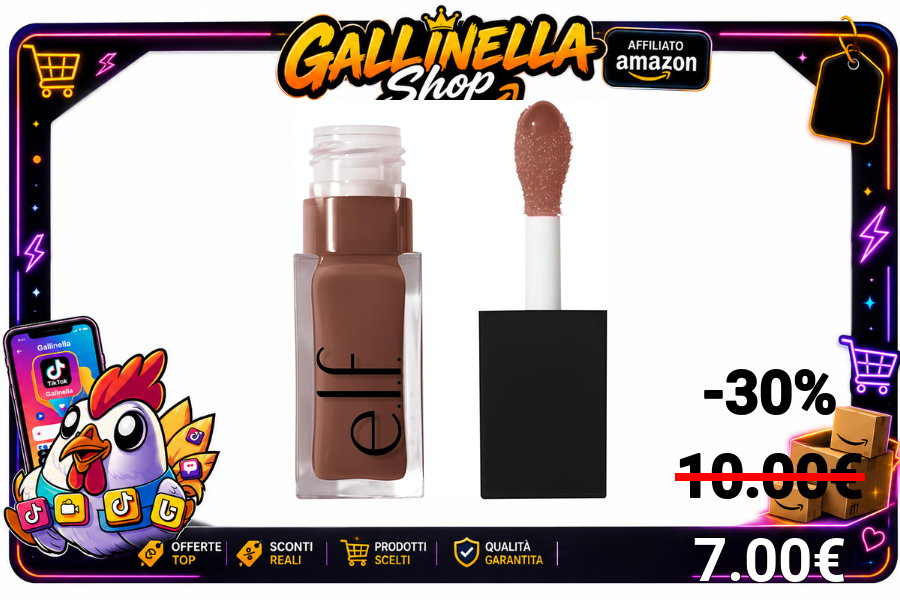 GALLINELLA
Shop
AFFILIATO
amazon
e.l.f.
Gallinella
TikTok
Gallinella
-30%
10.00€
7.00€
OFFERTE
TOP
SCONTI
REALI
PRODOTTI
SCELTI
QUALITÀ
GARANTITA